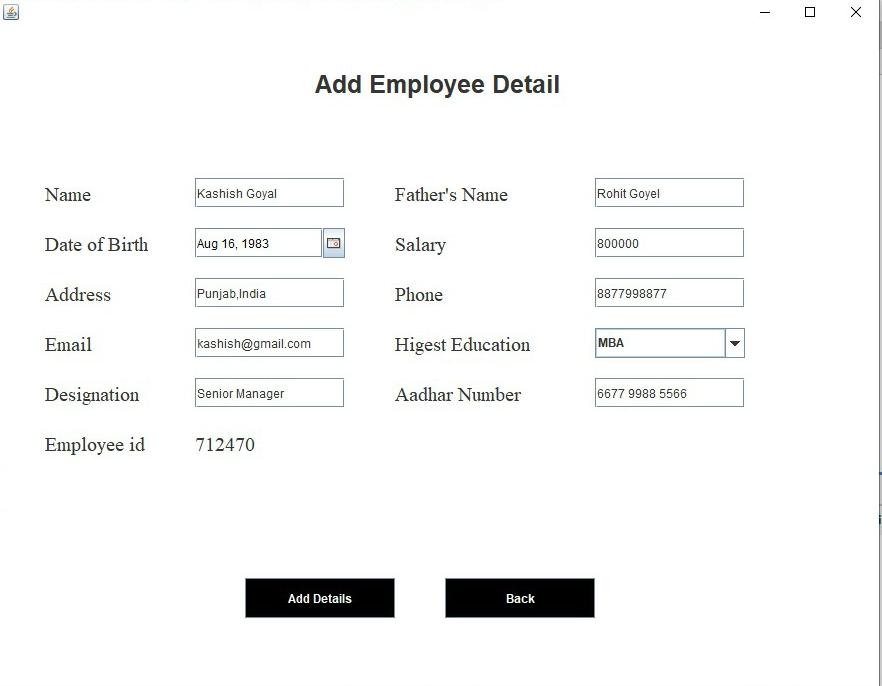 Add Employee Detail
Name Kashish Goyal Father's Name Rohit Goyel
Date of Birth Aug 16, 1983 Salary 800000
Address Punjab,India Phone 8877998877
Email kashish@gmail.com Higest Education MBA
Designation Senior Manager Aadhar Number 6677 9988 5566
Employee id 712470
Add Details Back